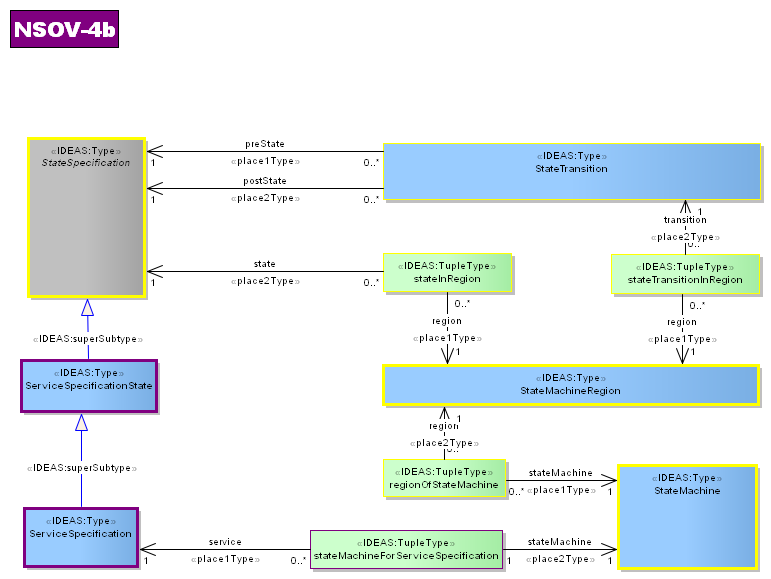 NSOV-4b
«IDEAS:Type»
StateSpecification
preState
«place1Type»
1
0..*
«IDEAS:Type»
StateTransition
postState
«place2Type»
1
0..*
1
transition
«place2Type»
0..
state
«place2Type»
1
«IDEAS:TupleType»
stateInRegion
«IDEAS:TupleType»
stateTransitionInRegion
0..*
region
«place1Type»
1
0..*
region
«place1Type»
1
«IDEAS:superSubtype»
«IDEAS:Type»
ServiceSpecificationState
«IDEAS:Type»
StateMachineRegion
1
region
«place2Type»
0..
«IDEAS:superSubtype»
«IDEAS:TupleType»
regionOfStateMachine
stateMachine
«place1Type»
0..*
1
«IDEAS:Type»
StateMachine
«IDEAS:Type»
ServiceSpecification
service
«place1Type»
1
0..*
«IDEAS:TupleType»
stateMachineForServiceSpecification
stateMachine
«place2Type»
1
1